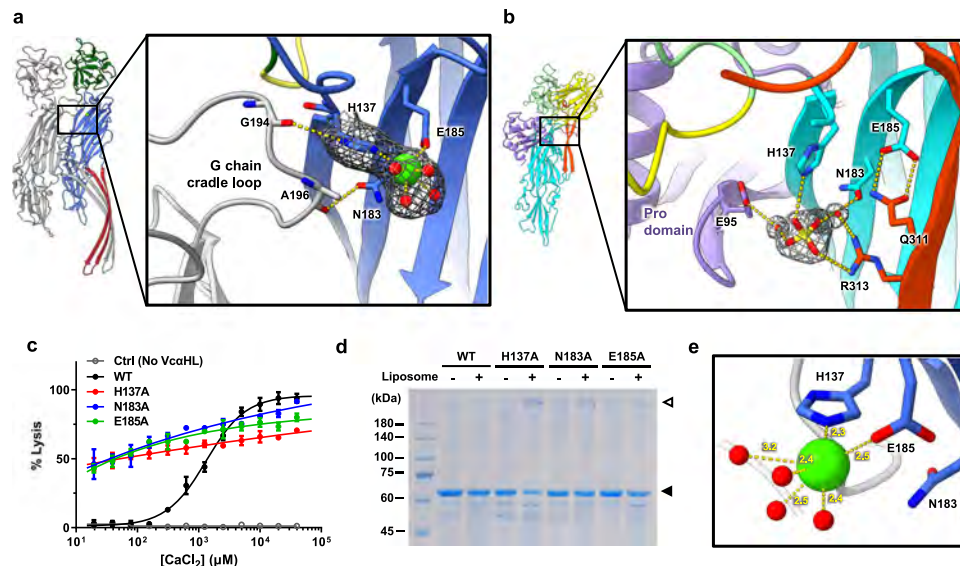 a
G194
H137
E185
G chain
cradle loop
A196
N183
b
H137
E185
N183
E95
Pro
domain
Q311
R313
c
Ctrl (No VcαHL)
WT
H137A
N183A
E185A
100
50
0
% Lysis
10¹ 10² 10³ 10⁴ 10⁵
[CaCl₂] (µM)
d
WT H137A N183A E185A
Liposome - + - + - + - +
(kDa)
180
140
100
75
60
45
e
H137
2.3
3.2
2.4
2.5
E185
2.5
2.4
N183